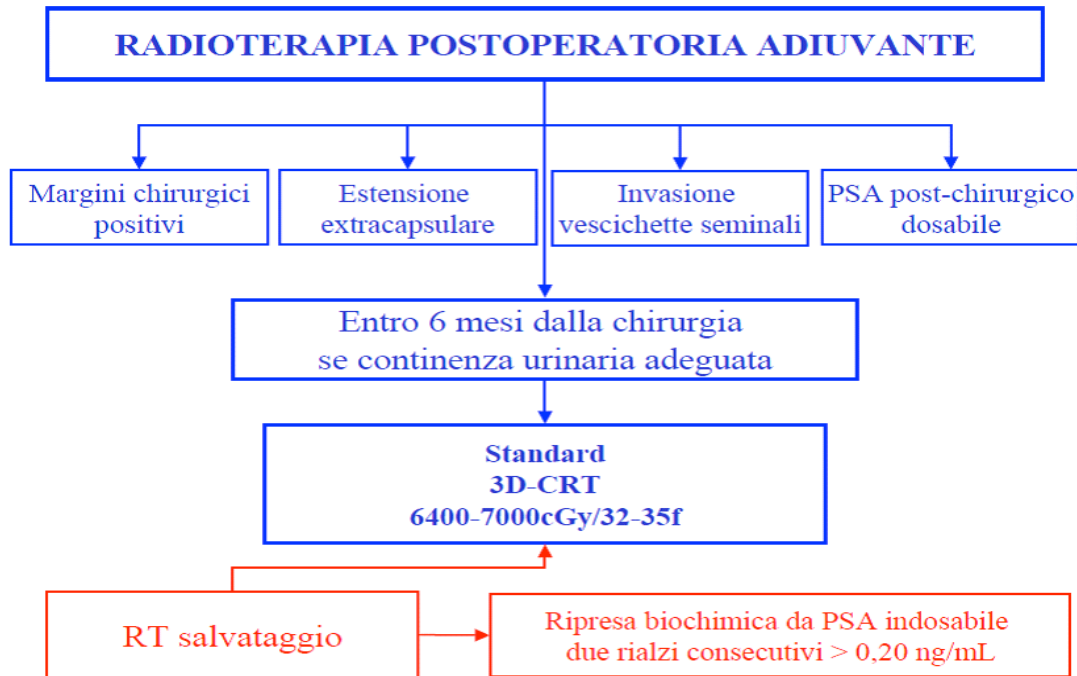 RADIOTERAPIA POSTOPERATORIA ADIUVANTE
Margini chirurgici
positivi
Estensione
extracapsulare
Invasione
vescichette seminali
PSA post-chirurgico
dosabile
Entro 6 mesi dalla chirurgia
se continenza urinaria adeguata
Standard
3D-CRT
6400-7000cGy/32-35f
RT salvataggio
Ripresa biochimica da PSA indosabile
due rialzi consecutivi > 0,20 ng/mL